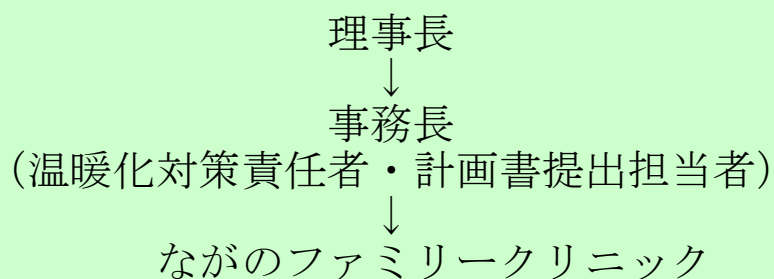 理事長
↓
事務長
（温暖化対策責任者・計画書提出担当者）
↓
ながのファミリークリニック